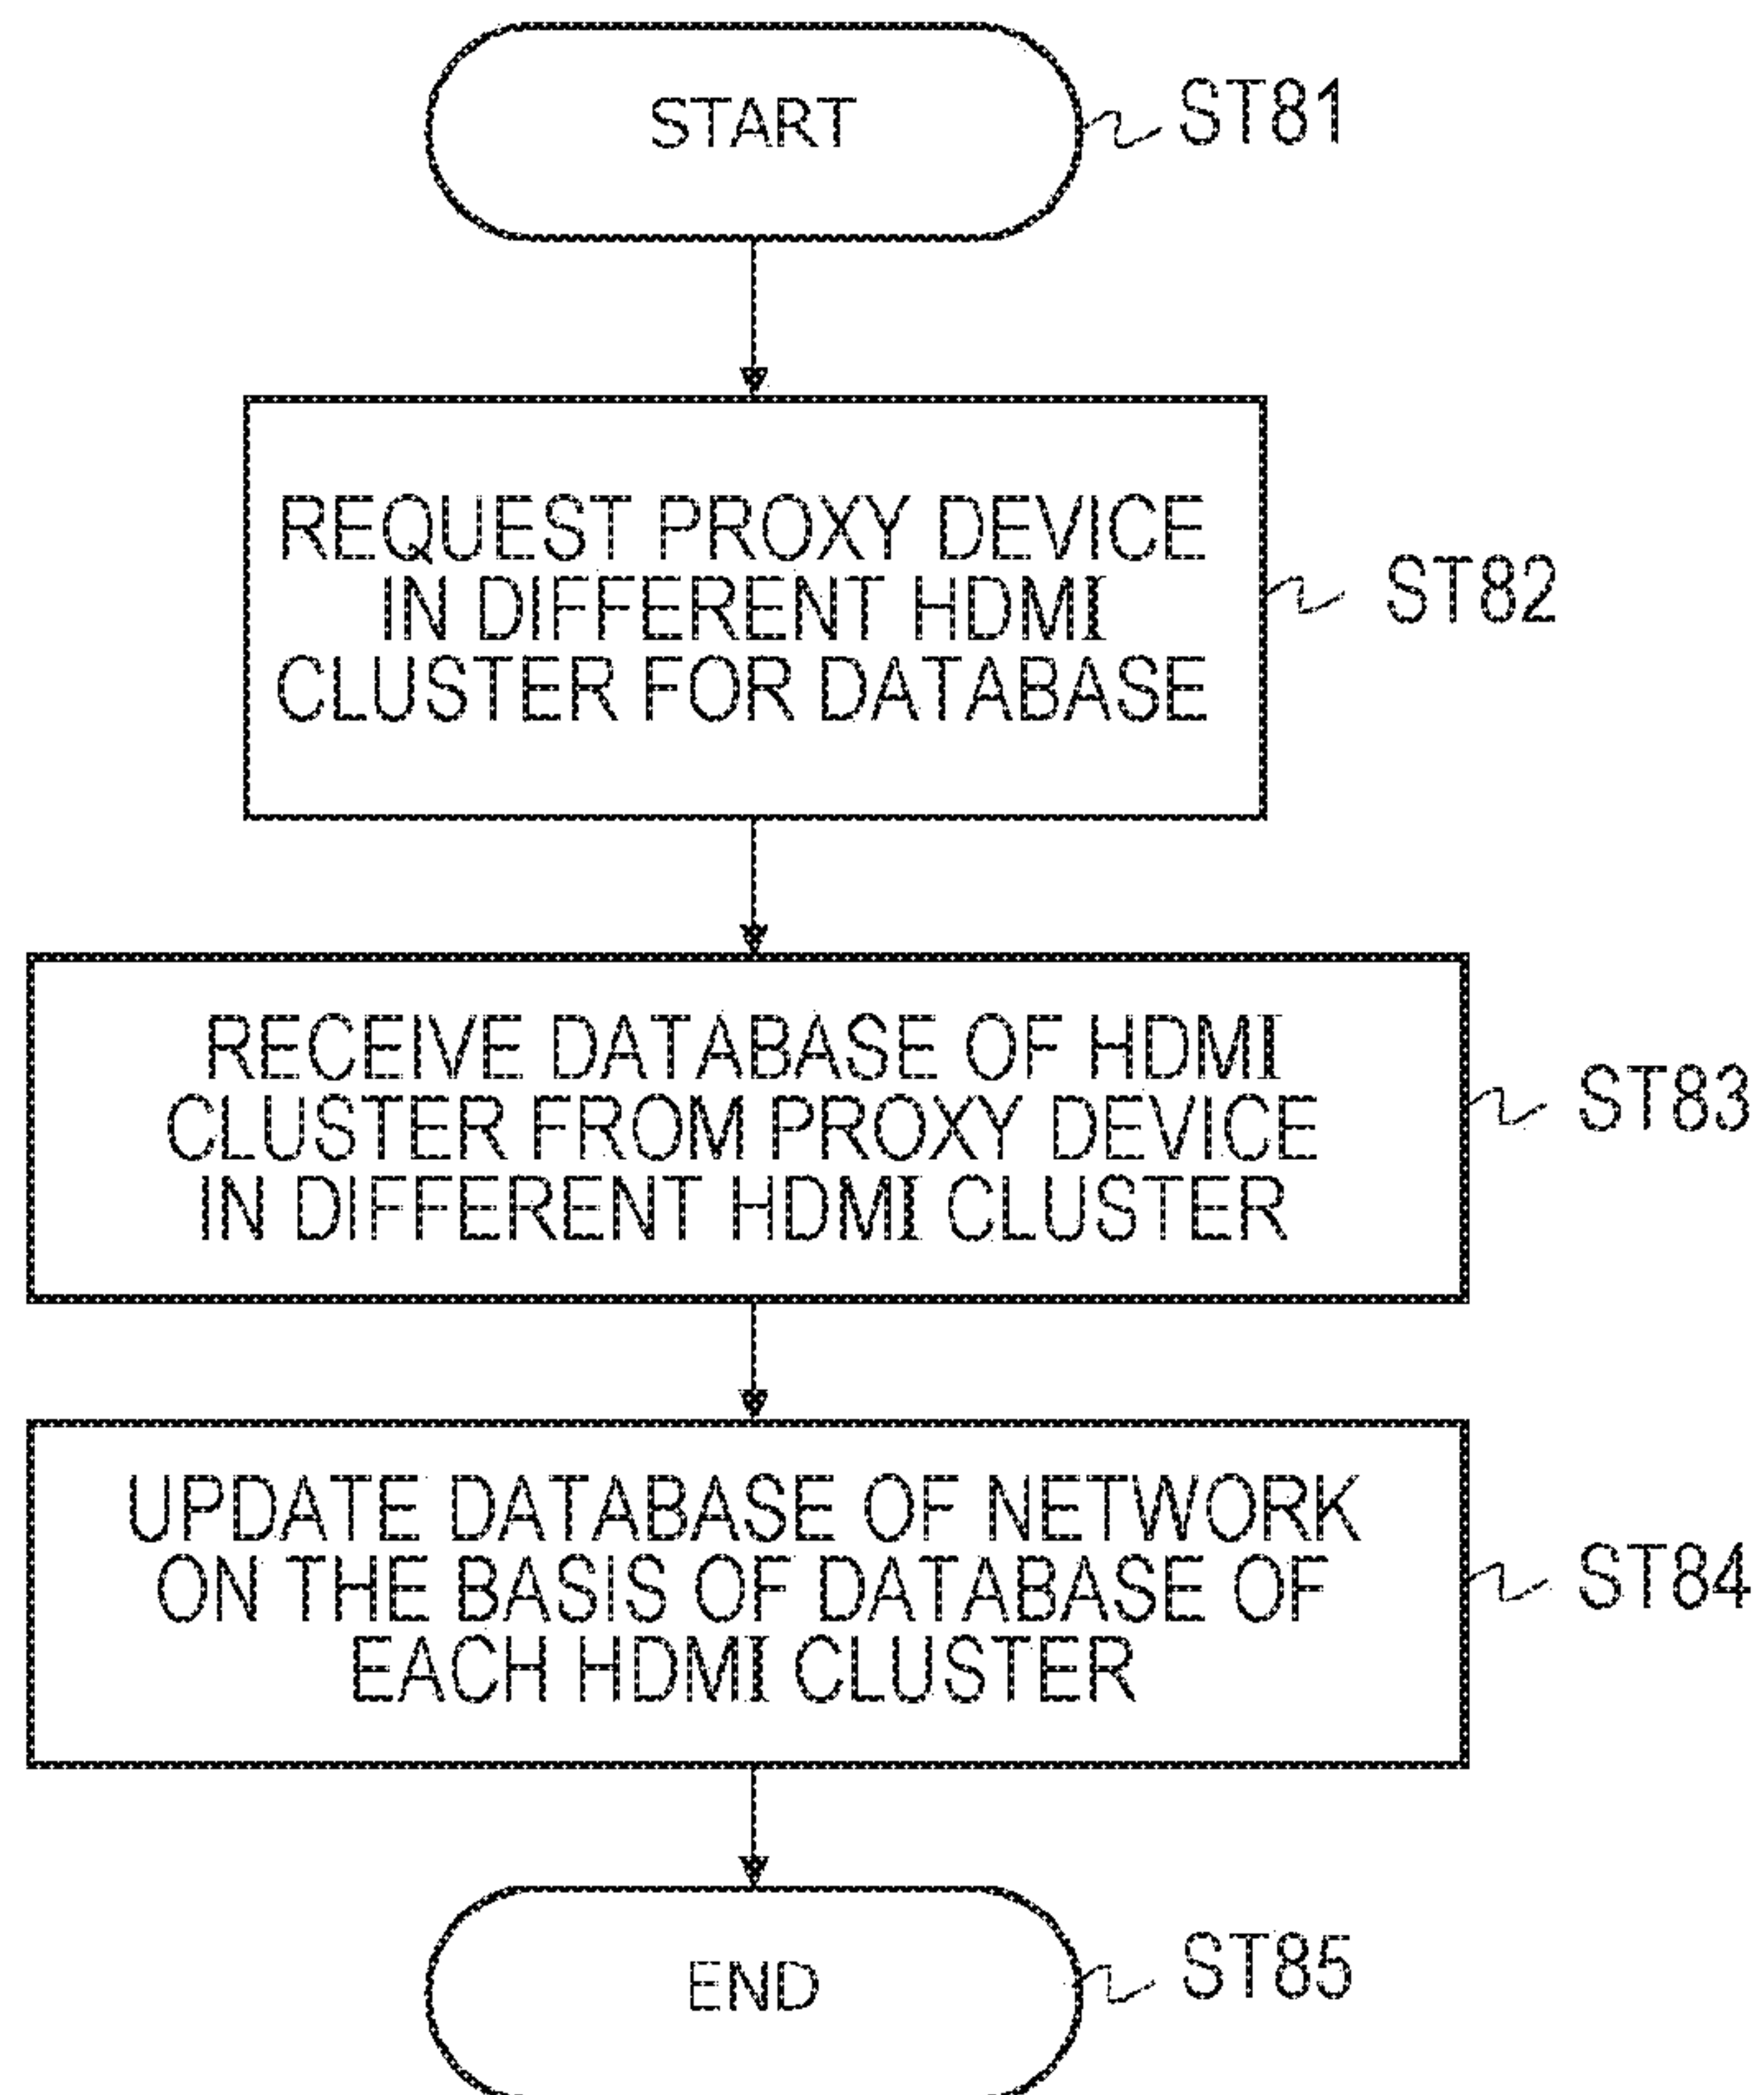 START
ST81
REQUEST PROXY DEVICE
IN DIFFERENT HDMI
CLUSTER FOR DATABASE
ST82
RECEIVE DATABASE OF HDMI
CLUSTER FROM PROXY DEVICE
IN DIFFERENT HDMI CLUSTER
ST83
UPDATE DATABASE OF NETWORK
ON THE BASIS OF DATABASE OF
EACH HDMI CLUSTER
ST84
END
ST85